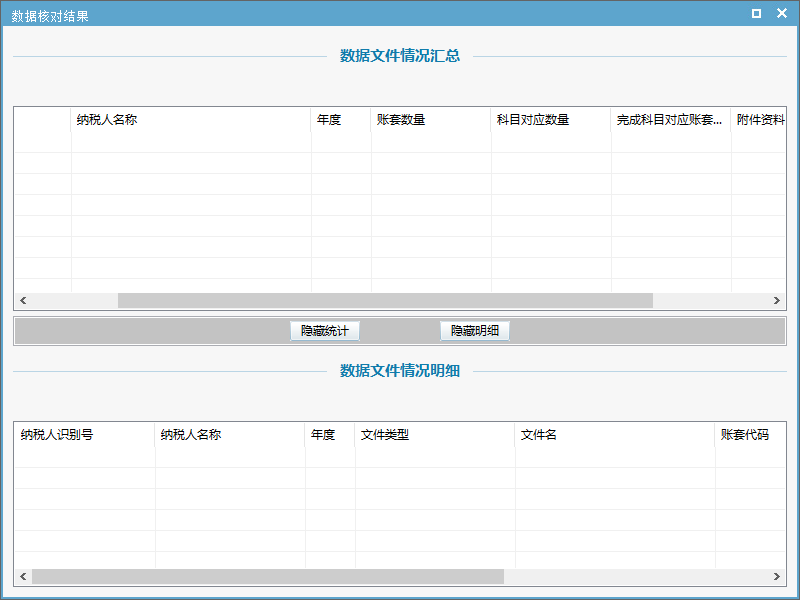 数据核对结果
数据文件情况汇总
纳税人名称 年度 账套数量 科目对应数量 完成科目对应账套... 附件资料
隐藏统计 隐藏明细
数据文件情况明细
纳税人识别号 纳税人名称 年度 文件类型 文件名 账套代码